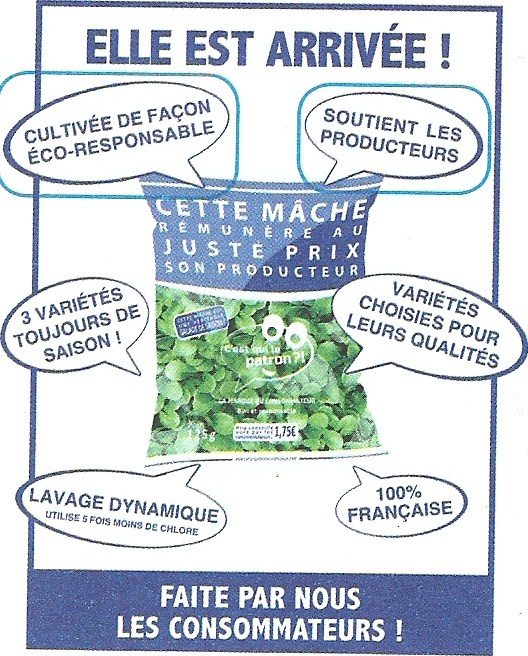 ELLE EST ARRIVÉE !
CULTIVÉE DE FAÇON
ÉCO-RESPONSABLE
SOUTIENT LES
PRODUCTEURS
CETTE MÂCHE
RÉMUNÈRE AU
JUSTE PRIX
SON PRODUCTEUR
3 VARIÉTÉS
TOUJOURS DE
SAISON !
VARIÉTÉS
CHOISIES POUR
LEURS QUALITÉS
C'est qui le
patron ?!
LA MARQUE DU CONSOMMATEUR
175g
1,75€
LAVAGE DYNAMIQUE
UTILISE 5 FOIS MOINS DE CHLORE
100%
FRANÇAISE
FAITE PAR NOUS
LES CONSOMMATEURS !